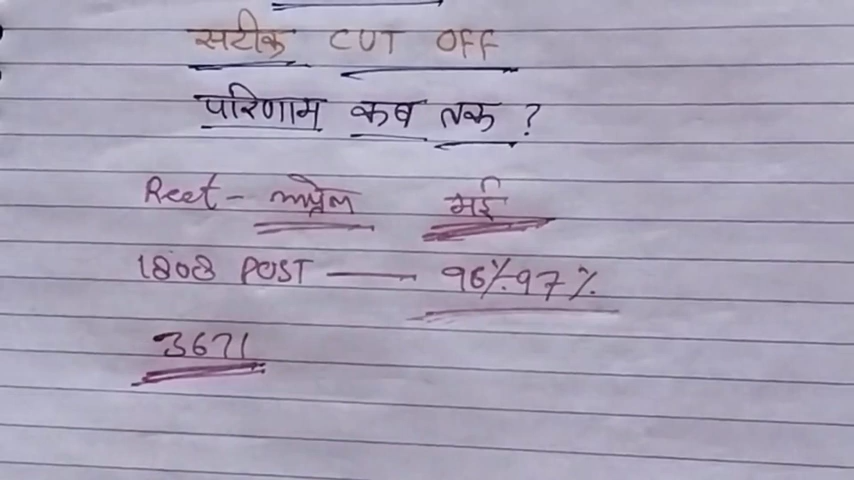 सटीक CUT OFF
परिणाम कब तक ?
Reet - अप्रेल मई
1808 POST — 96% 97%
3671